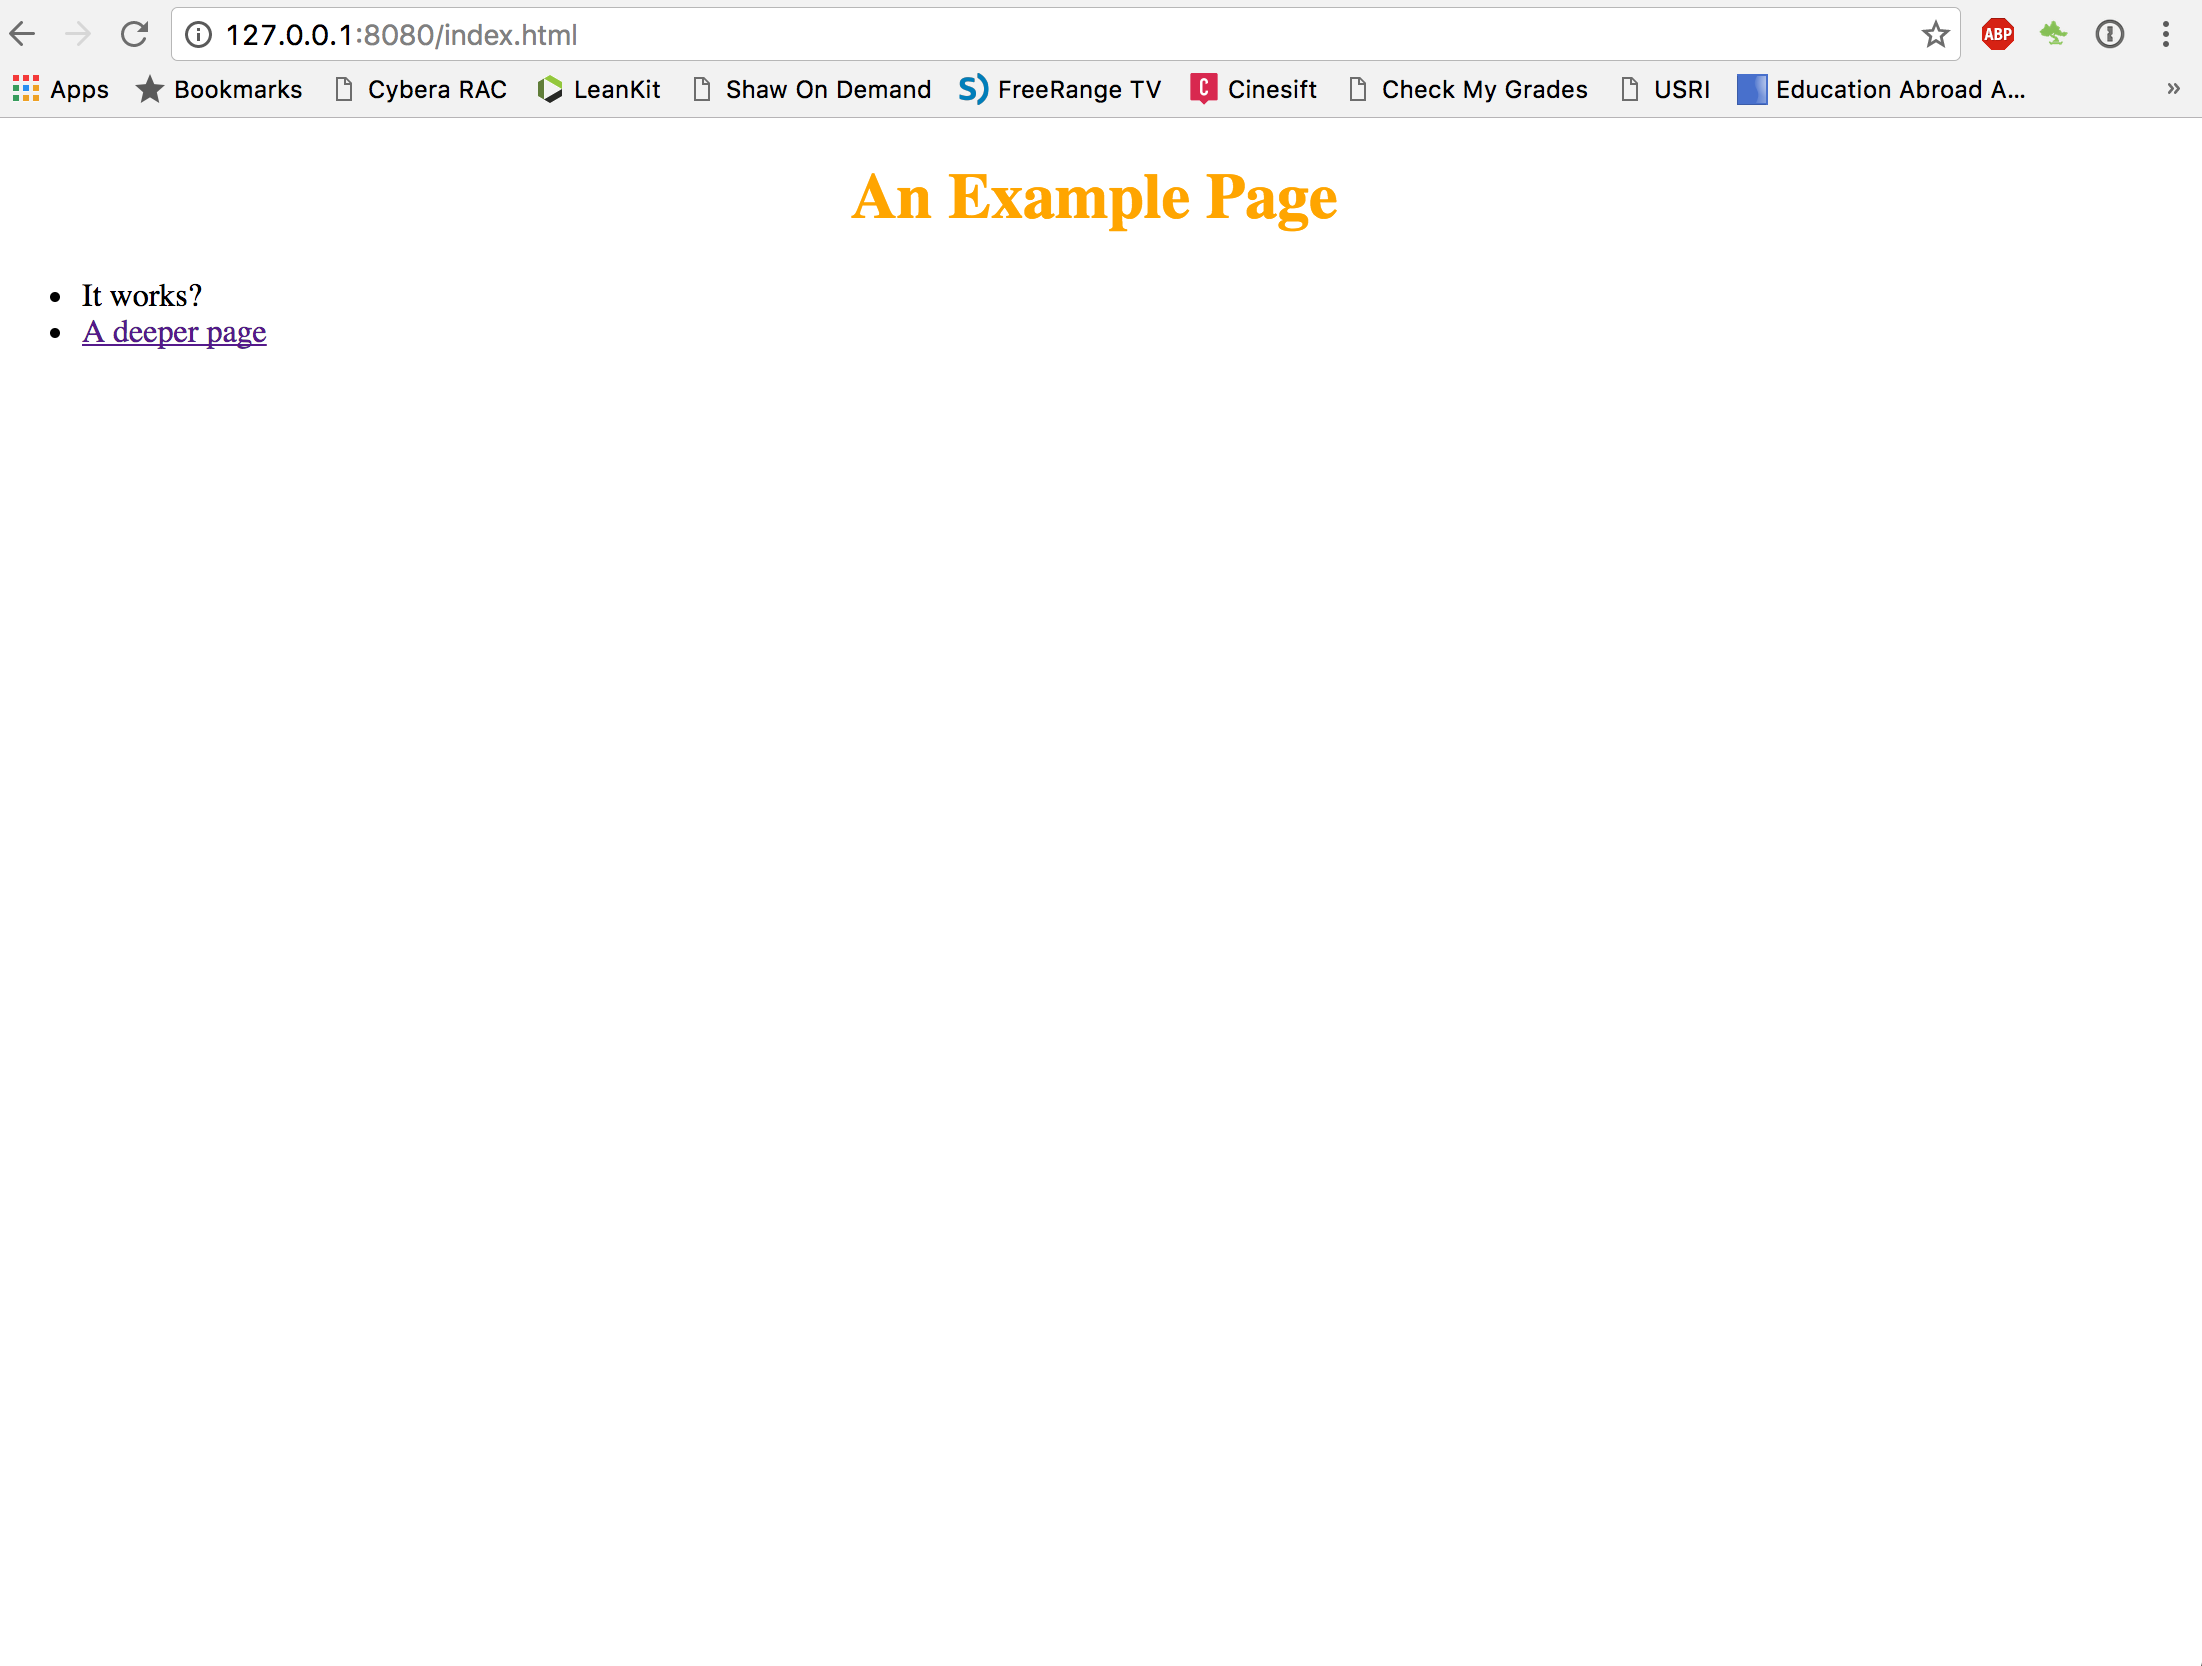 127.0.0.1:8080/index.html
ABP
Apps Bookmarks Cybera RAC LeanKit Shaw On Demand FreeRange TV Cinesift Check My Grades USRI Education Abroad A... »
An Example Page
• It works?
• A deeper page